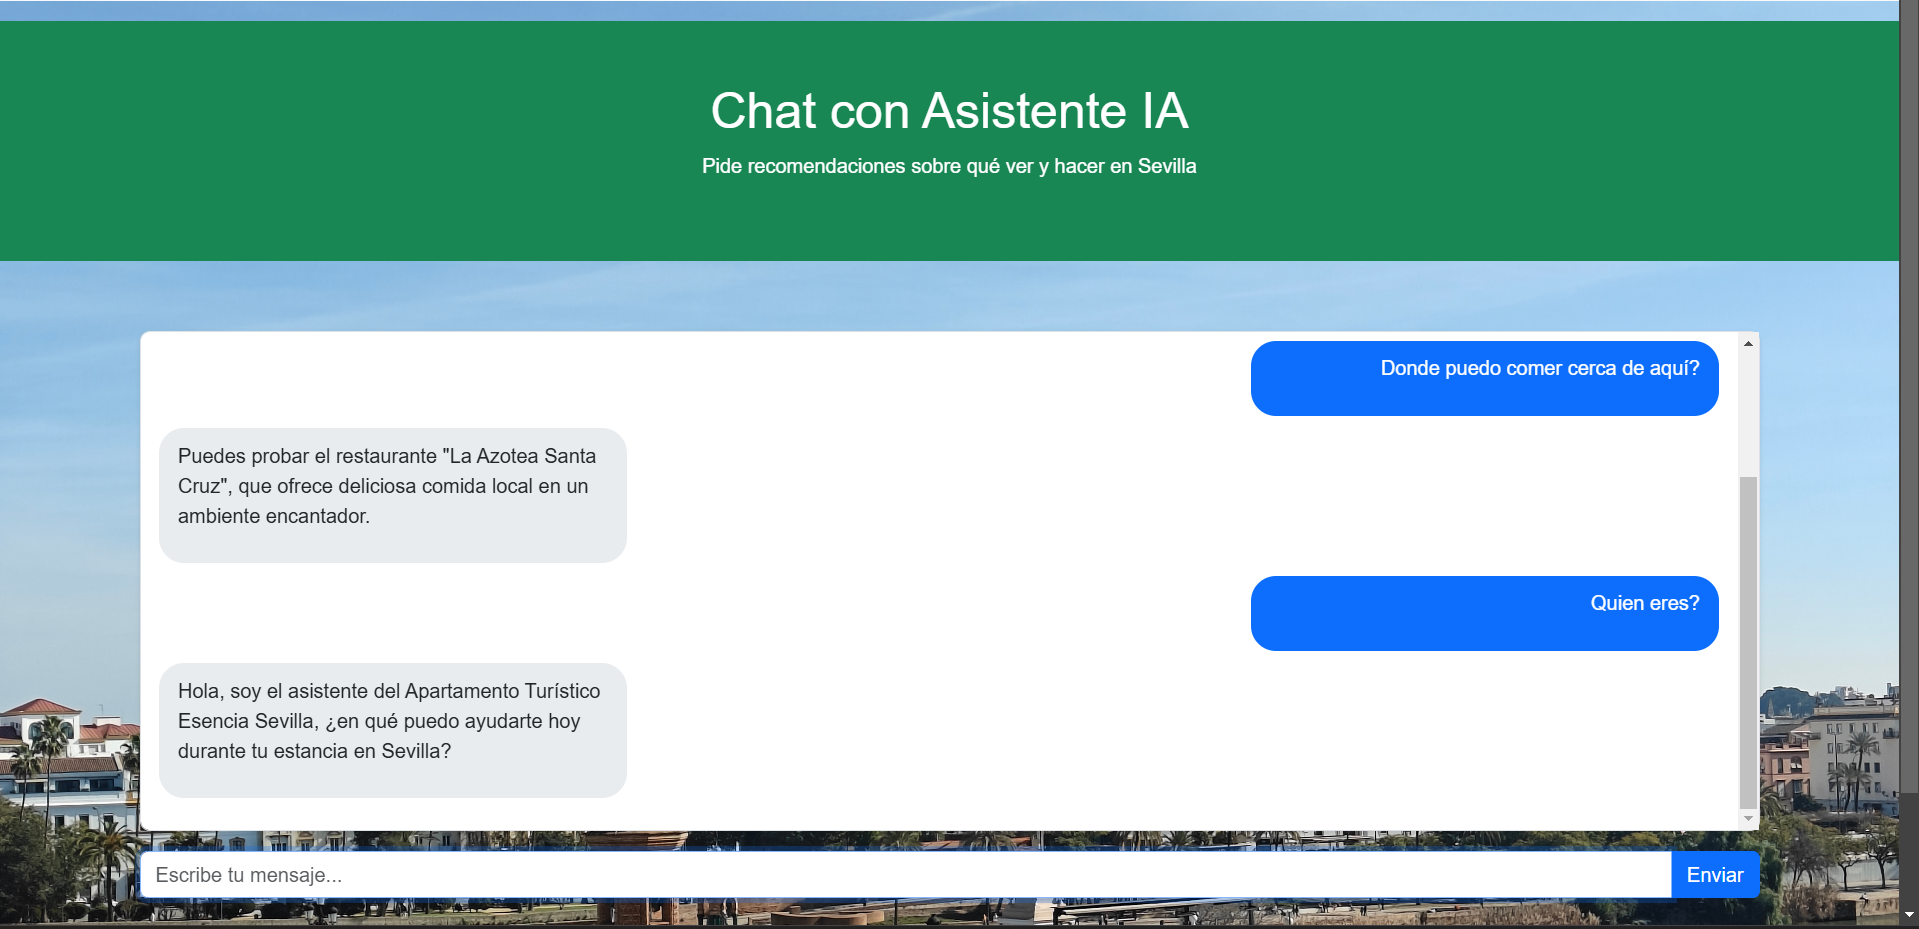 Chat con Asistente IA
Pide recomendaciones sobre qué ver y hacer en Sevilla
Donde puedo comer cerca de aquí?
Puedes probar el restaurante "La Azotea Santa
Cruz", que ofrece deliciosa comida local en un
ambiente encantador.
Quien eres?
Hola, soy el asistente del Apartamento Turístico
Esencia Sevilla, ¿en qué puedo ayudarte hoy
durante tu estancia en Sevilla?
Escribe tu mensaje...
Enviar